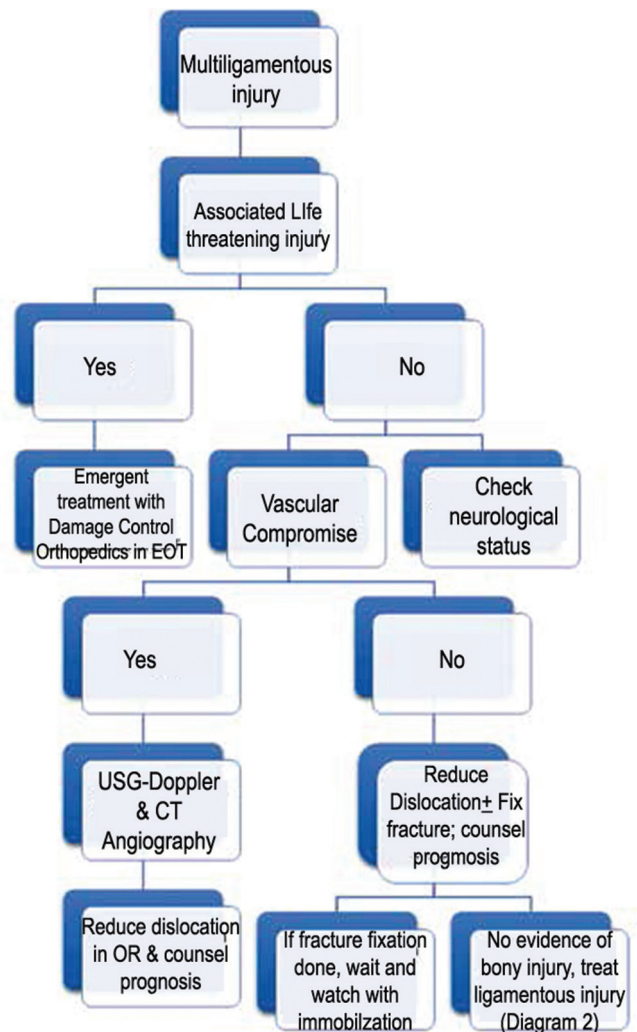 Multiligamentous
injury
Associated LIfe
threatening injury
Yes
No
Emergent
treatment with
Damage Control
Orthopedics in EOT
Vascular
Compromise
Check
neurological
status
Yes
No
USG-Doppler
& CT
Angiography
Reduce
Dislocation± Fix
fracture; counsel
progmosis
Reduce dislocation
in OR & counsel
prognosis
If fracture fixation
done, wait and
watch with
immobilzation
No evidence of
bony injury, treat
ligamentous injury
(Diagram 2)